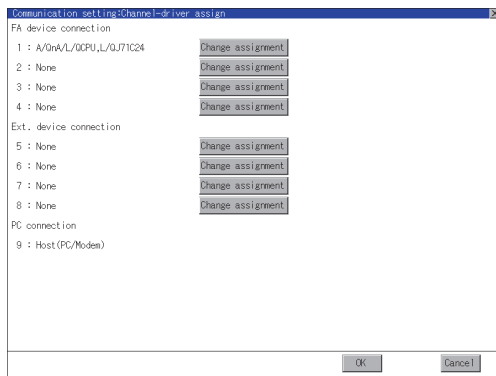 Communication setting:Channel-driver assign
FA device connection
1 : A/QnA/L/QCPU,L/QJ71C24 Change assignment
2 : None Change assignment
3 : None Change assignment
4 : None Change assignment
Ext. device connection
5 : None Change assignment
6 : None Change assignment
7 : None Change assignment
8 : None Change assignment
PC connection
9 : Host(PC/Modem)
OK Cancel